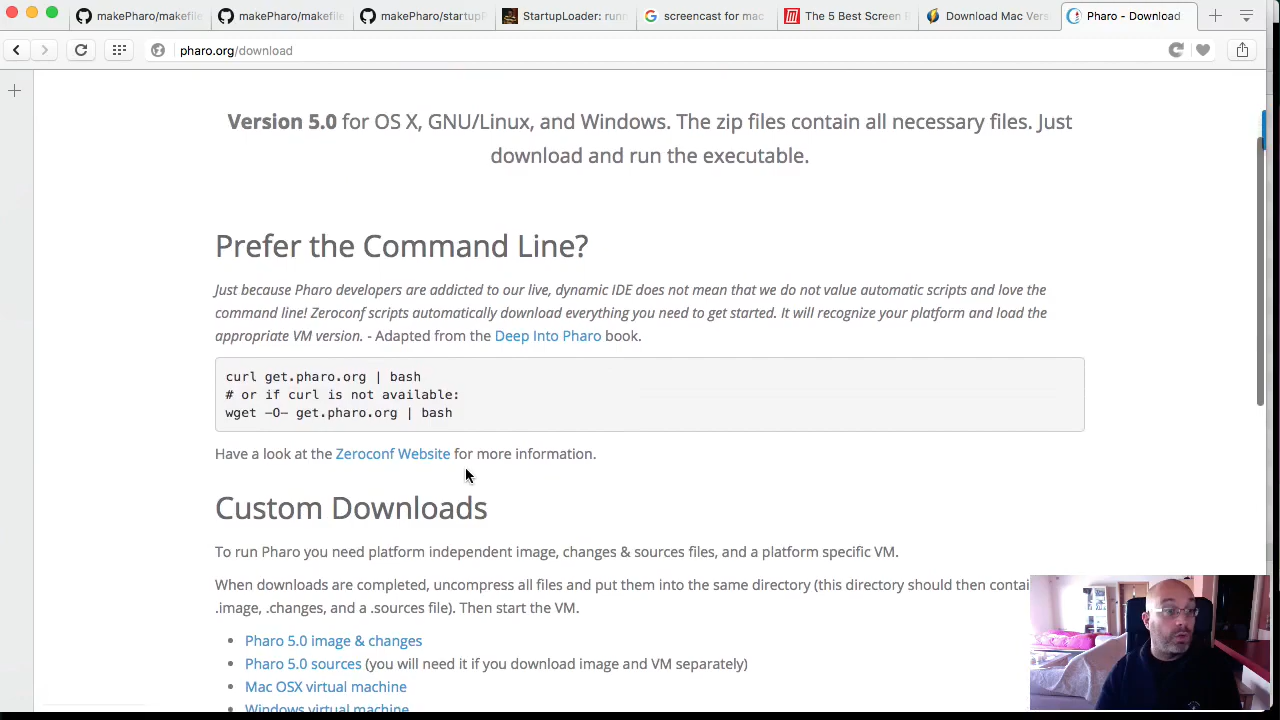 makePharo/makefile
makePharo/makefile
makePharo/startupP
StartupLoader: runn
screencast for mac
The 5 Best Screen
Download Mac Vers
Pharo - Download
pharo.org/download
Version 5.0 for OS X, GNU/Linux, and Windows. The zip files contain all necessary files. Just
download and run the executable.
Prefer the Command Line?
Just because Pharo developers are addicted to our live, dynamic IDE does not mean that we do not value automatic scripts and love the
command line! Zeroconf scripts automatically download everything you need to get started. It will recognize your platform and load the
appropriate VM version. - Adapted from the Deep Into Pharo book.
curl get.pharo.org | bash
# or if curl is not available:
wget -O- get.pharo.org | bash
Have a look at the Zeroconf Website for more information.
Custom Downloads
To run Pharo you need platform independent image, changes & sources files, and a platform specific VM.
When downloads are completed, uncompress all files and put them into the same directory (this directory should then contai
.image, .changes, and a .sources file). Then start the VM.
• Pharo 5.0 image & changes
• Pharo 5.0 sources (you will need it if you download image and VM separately)
• Mac OSX virtual machine
• Windows virtual machine